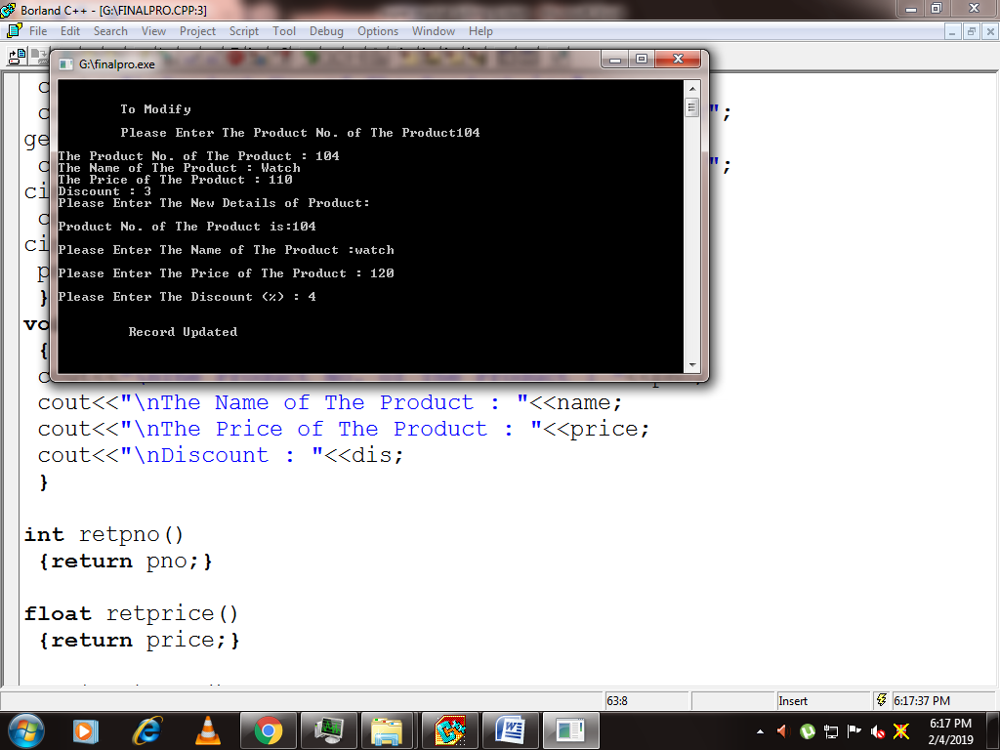 Borland C++ - [G:\FINALPRO.CPP:3]
File Edit Search View Project Script Tool Debug Options Window Help
G:\finalpro.exe
To Modify
Please Enter The Product No. of The Product104
The Product No. of The Product : 104
The Name of The Product : Watch
The Price of The Product : 110
Discount : 3
Please Enter The New Details of Product:
Product No. of The Product is:104
Please Enter The Name of The Product :watch
Please Enter The Price of The Product : 120
Please Enter The Discount (%) : 4
Record Updated
c
c ";
ge
c ";
ci
c
ci
p
}
vo
{
cout<<"\nThe Name of The Product : "<<name;
cout<<"\nThe Price of The Product : "<<price;
cout<<"\nDiscount : "<<dis;
}
int retpno()
{return pno;}
float retprice()
{return price;}
63:8 Insert 6:17:37 PM
6:17 PM
2/4/2019